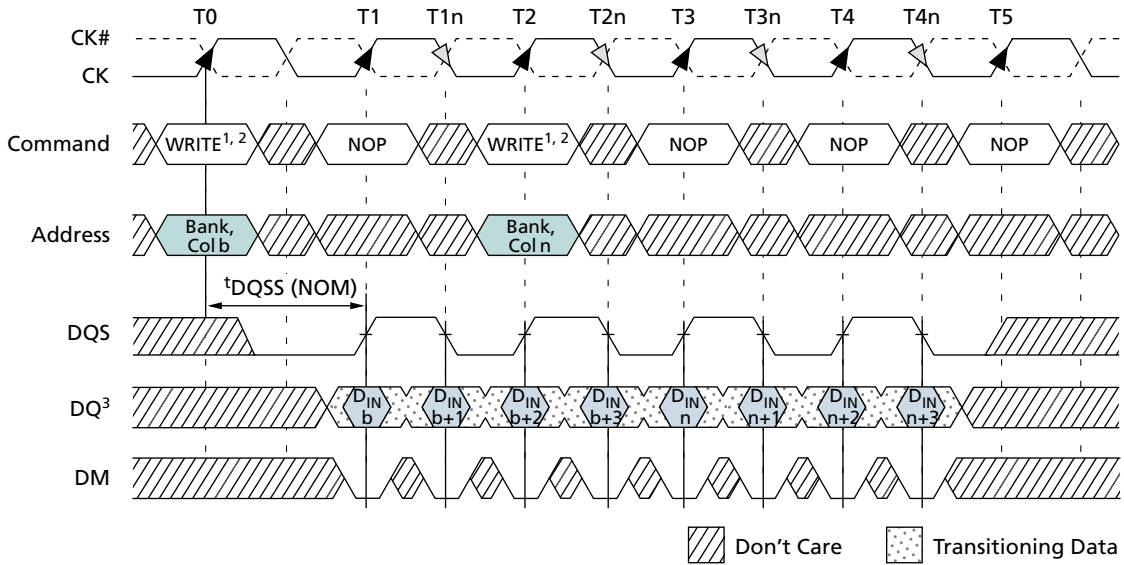 T0 T1 T1n T2 T2n T3 T3n T4 T4n T5
CK#
CK
Command WRITE1, 2 NOP WRITE1, 2 NOP NOP NOP
Address Bank, Col b Bank, Col n
tDQSS (NOM)
DQS
DQ3 DIN b DIN b+1 DIN b+2 DIN b+3 DIN n DIN n+1 DIN n+2 DIN n+3
DM
Don't Care Transitioning Data